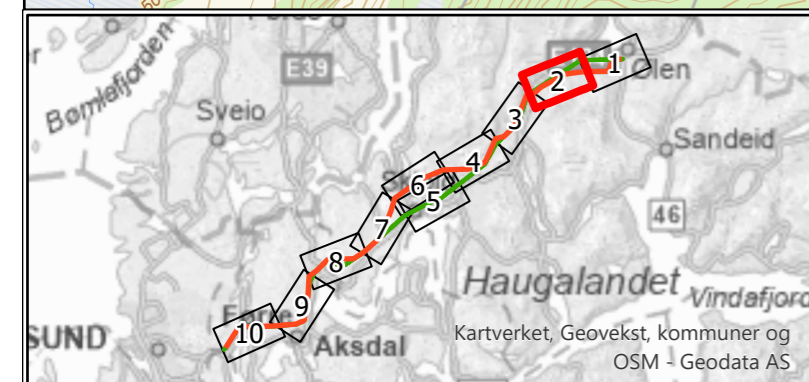 Bømlefjorden
E39
Sveio
1
Ølen
2
3
Sandeid
4
6
5
46
7
8
Haugalandet
Vindafjord
9
10
SUND
Aksdal
Kartverket, Geovekst, kommuner og
OSM - Geodata AS